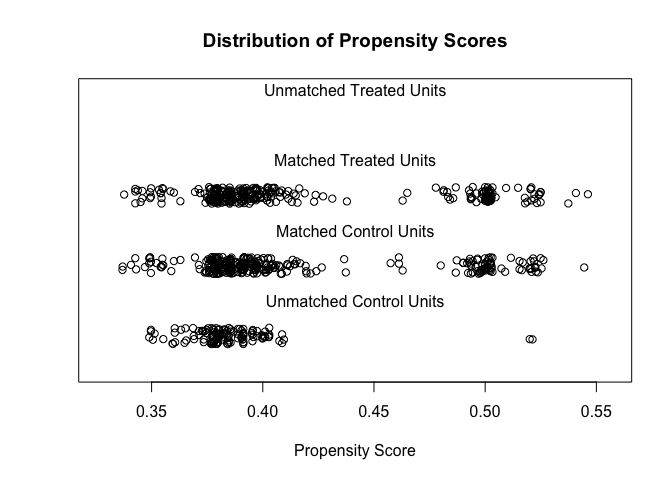 Distribution of Propensity Scores
Unmatched Treated Units
Matched Treated Units
Matched Control Units
Unmatched Control Units
0.35 0.40 0.45 0.50 0.55
Propensity Score